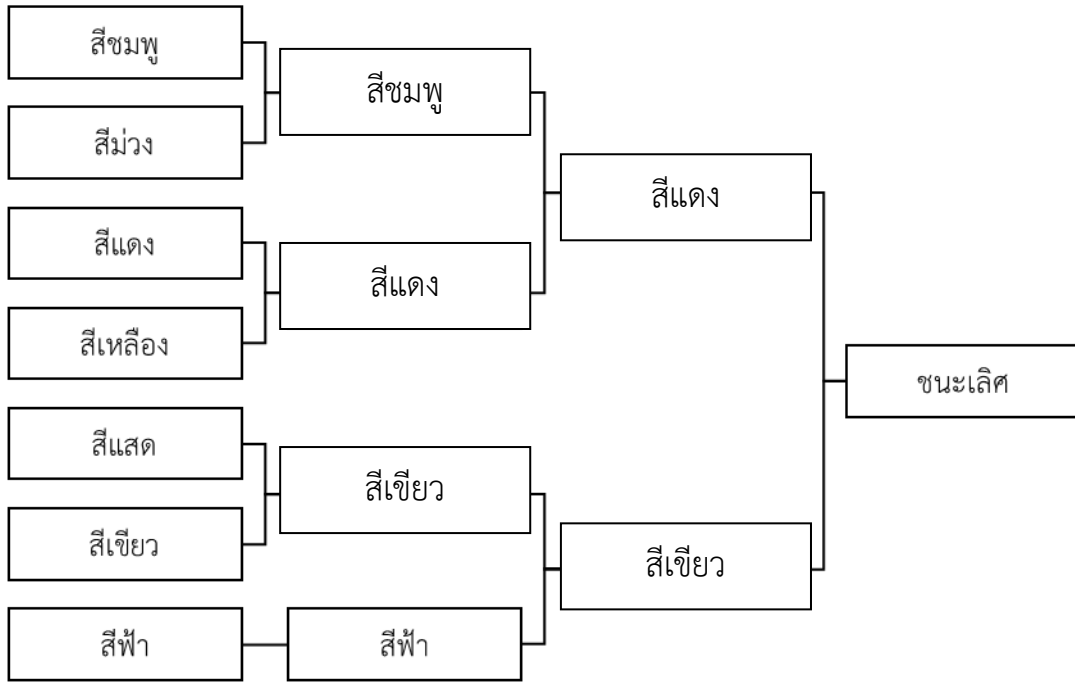 สีชมพู
สีม่วง
สีแดง
สีเหลือง
สีแสด
สีเขียว
สีฟ้า
สีชมพู
สีแดง
สีเขียว
สีฟ้า
สีแดง
สีเขียว
ชนะเลิศ